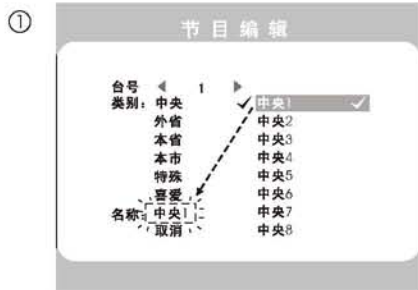 ①
节目编辑
台号 ◀ 1 ▶
类别：中央 ✓ 中央1 ✓
外省 中央2
本省 中央3
本市 中央4
特殊 中央5
喜爱 中央6
名称：中央1 中央7
取消 中央8